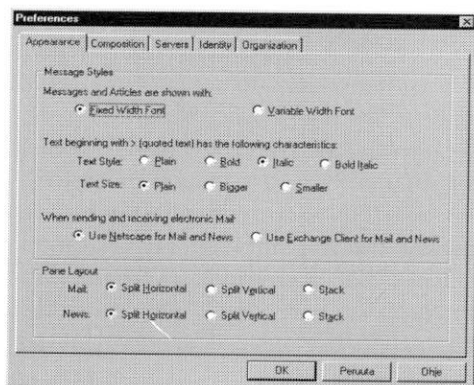 Preferences
Appearance Composition Servers Identity Organization
Message Styles
Messages and Articles are shown with:
Fixed Width Font Variable Width Font
Text beginning with > (quoted text) has the following characteristics:
Text Style: Plain Bold Italic Bold Italic
Text Size: Plain Bigger Smaller
When sending and receiving electronic Mail:
Use Netscape for Mail and News Use Exchange Client for Mail and News
Pane Layout
Mail: Split Horizontal Split Vertical Stack
News: Split Horizontal Split Vertical Stack
OK Peruuta Ohje